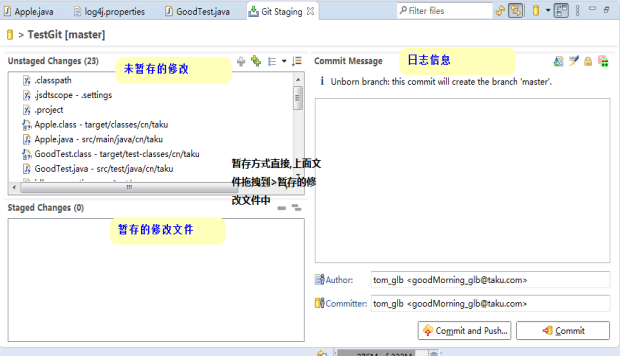 Apple.java
log4j.properties
GoodTest.java
Git Staging
Filter files
> TestGit [master]
Unstaged Changes (23)
未暂存的修改
.classpath
.jsdtscope - .settings
.project
Apple.class - target/classes/cn/taku
Apple.java - src/main/java/cn/taku
GoodTest.class - target/test-classes/cn/taku
GoodTest.java - src/test/java/cn/taku
暂存方式直接,上面文
件拖拽到>暂存的修
改文件中
Staged Changes (0)
暂存的修改文件
Commit Message
日志信息
Unborn branch: this commit will create the branch 'master'.
Author:
tom_glb <goodMorning_glb@taku.com>
Committer:
tom_glb <goodMorning_glb@taku.com>
Commit and Push...
Commit